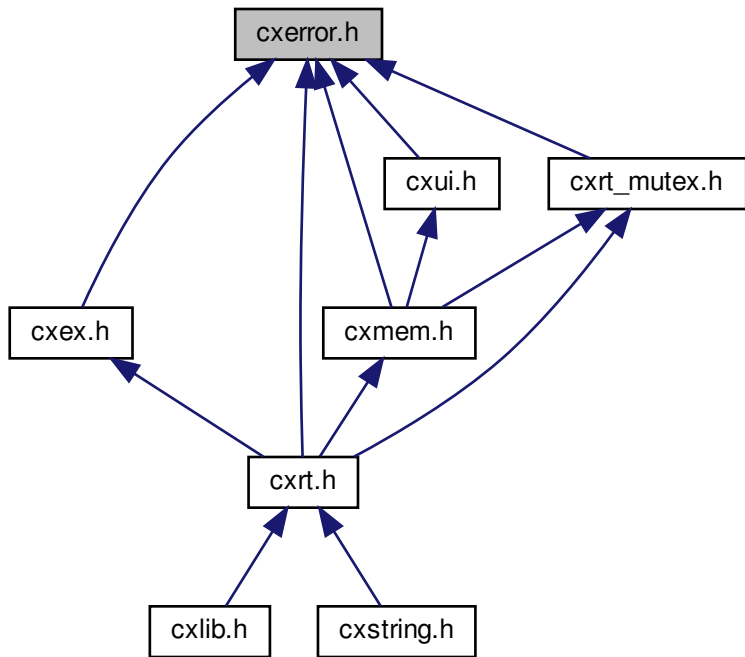 cxerror.h
cxui.h
cxrt_mutex.h
cxex.h
cxmem.h
cxrt.h
cxlib.h
cxstring.h